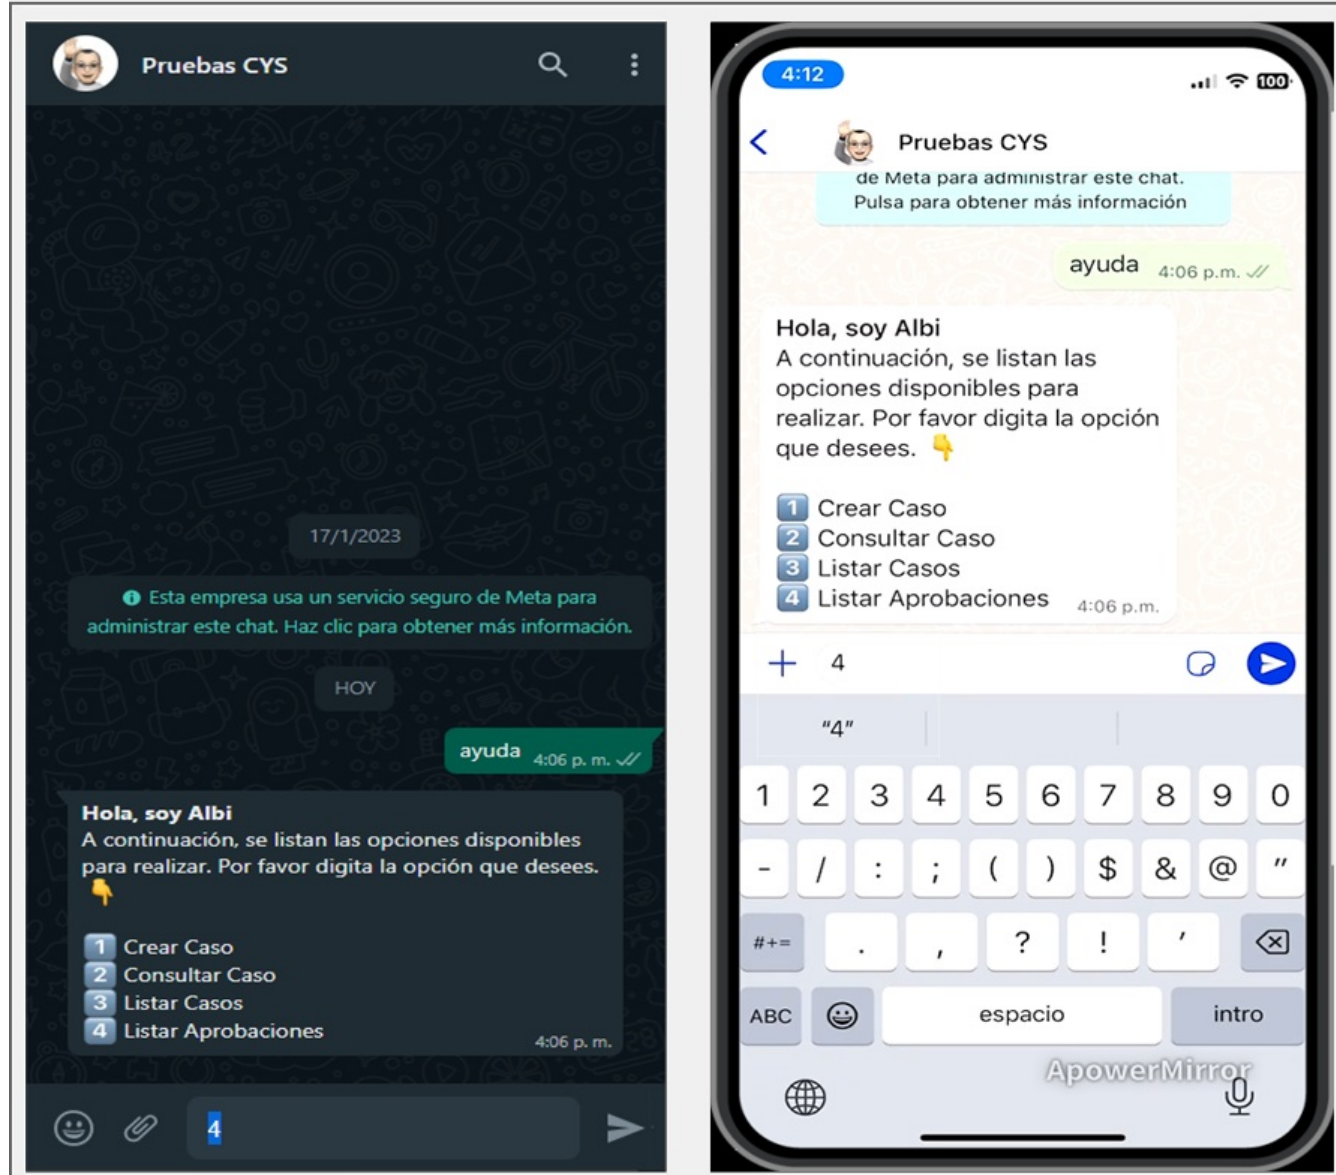 Pruebas CYS
17/1/2023
Esta empresa usa un servicio seguro de Meta para
administrar este chat. Haz clic para obtener más información.
HOY
ayuda 4:06 p. m.
Hola, soy Albi
A continuación, se listan las opciones disponibles
para realizar. Por favor digita la opción que desees.
👇
1️⃣ Crear Caso
2️⃣ Consultar Caso
3️⃣ Listar Casos
4️⃣ Listar Aprobaciones
4:06 p. m.
4
4:12
100
Pruebas CYS
de Meta para administrar este chat.
Pulsa para obtener más información
ayuda 4:06 p.m.
Hola, soy Albi
A continuación, se listan las
opciones disponibles para
realizar. Por favor digita la opción
que desees. 👇
1️⃣ Crear Caso
2️⃣ Consultar Caso
3️⃣ Listar Casos
4️⃣ Listar Aprobaciones 4:06 p.m.
4
“4”
1 2 3 4 5 6 7 8 9 0
- / : ; ( ) $ & @ "
#+= . , ? ! '
ABC espacio intro
ApowerMirror